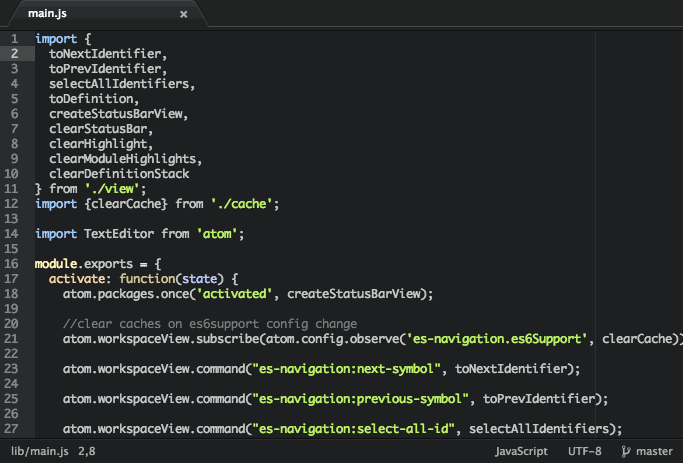 main.js ×
1 import {
2   toNextIdentifier,
3   toPrevIdentifier,
4   selectAllIdentifiers,
5   toDefinition,
6   createStatusBarView,
7   clearStatusBar,
8   clearHighlight,
9   clearModuleHighlights,
10   clearDefinitionStack
11 } from './view';
12 import {clearCache} from './cache';
13
14 import TextEditor from 'atom';
15
16 module.exports = {
17   activate: function(state) {
18     atom.packages.once('activated', createStatusBarView);
19
20     //clear caches on es6support config change
21     atom.workspaceView.subscribe(atom.config.observe('es-navigation.es6Support', clearCache))
22
23     atom.workspaceView.command("es-navigation:next-symbol", toNextIdentifier);
24
25     atom.workspaceView.command("es-navigation:previous-symbol", toPrevIdentifier);
26
27     atom.workspaceView.command("es-navigation:select-all-id", selectAllIdentifiers);
lib/main.js 2,8 JavaScript UTF-8 master